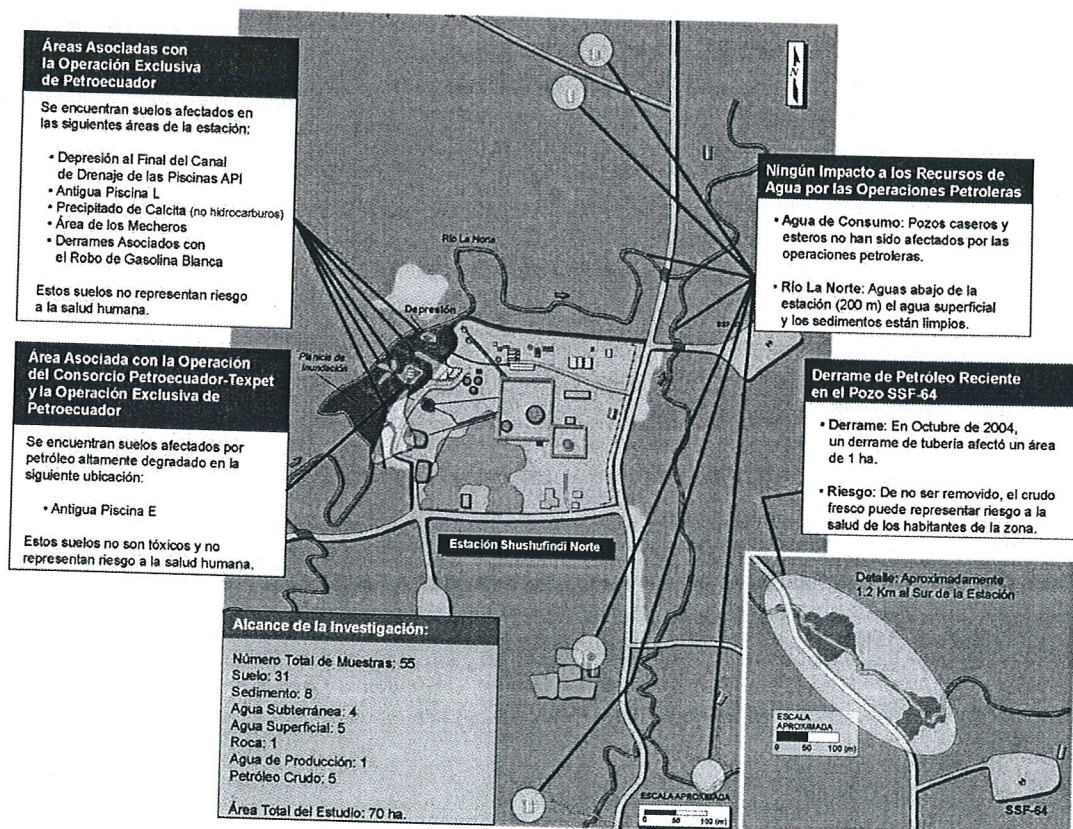 Áreas Asociadas con
la Operación Exclusiva
de Petroecuador
Se encuentran suelos afectados en
las siguientes áreas de la estación:
• Depresión al Final del Canal
de Drenaje de las Piscinas API
• Antigua Piscina L
• Precipitado de Calcita (no hidrocarburos)
• Área de los Mecheros
• Derrames Asociados con
el Robo de Gasolina Blanca
Estos suelos no representan riesgo
a la salud humana.
Área Asociada con la Operación
del Consorcio Petroecuador-Texpet
y la Operación Exclusiva de
Petroecuador
Se encuentran suelos afectados por
petróleo altamente degradado en la
siguiente ubicación:
• Antigua Piscina E
Estos suelos no son tóxicos y no
representan riesgo a la salud humana.
N
Río La Norte
Depresión
Planicie de
Inundación
Estación Shushufindi Norte
Ningún Impacto a los Recursos de
Agua por las Operaciones Petroleras
• Agua de Consumo: Pozos caseros y
esteros no han sido afectados por las
operaciones petroleras.
• Río La Norte: Aguas abajo de la
estación (200 m) el agua superficial
y los sedimentos están limpios.
Derrame de Petróleo Reciente
en el Pozo SSF-64
• Derrame: En Octubre de 2004,
un derrame de tubería afectó un área
de 1 ha.
• Riesgo: De no ser removido, el crudo
fresco puede representar riesgo a la
salud de los habitantes de la zona.
Detalle: Aproximadamente
1.2 Km al Sur de la Estación
ESCALA
APROXIMADA
0 50 100 (m)
SSF-64
Alcance de la Investigación:
Número Total de Muestras: 55
Suelo: 31
Sedimento: 8
Agua Subterránea: 4
Agua Superficial: 5
Roca: 1
Agua de Producción: 1
Petróleo Crudo: 5
Área Total del Estudio: 70 ha.
ESCALA APROXIMADA
0 50 100 (m)